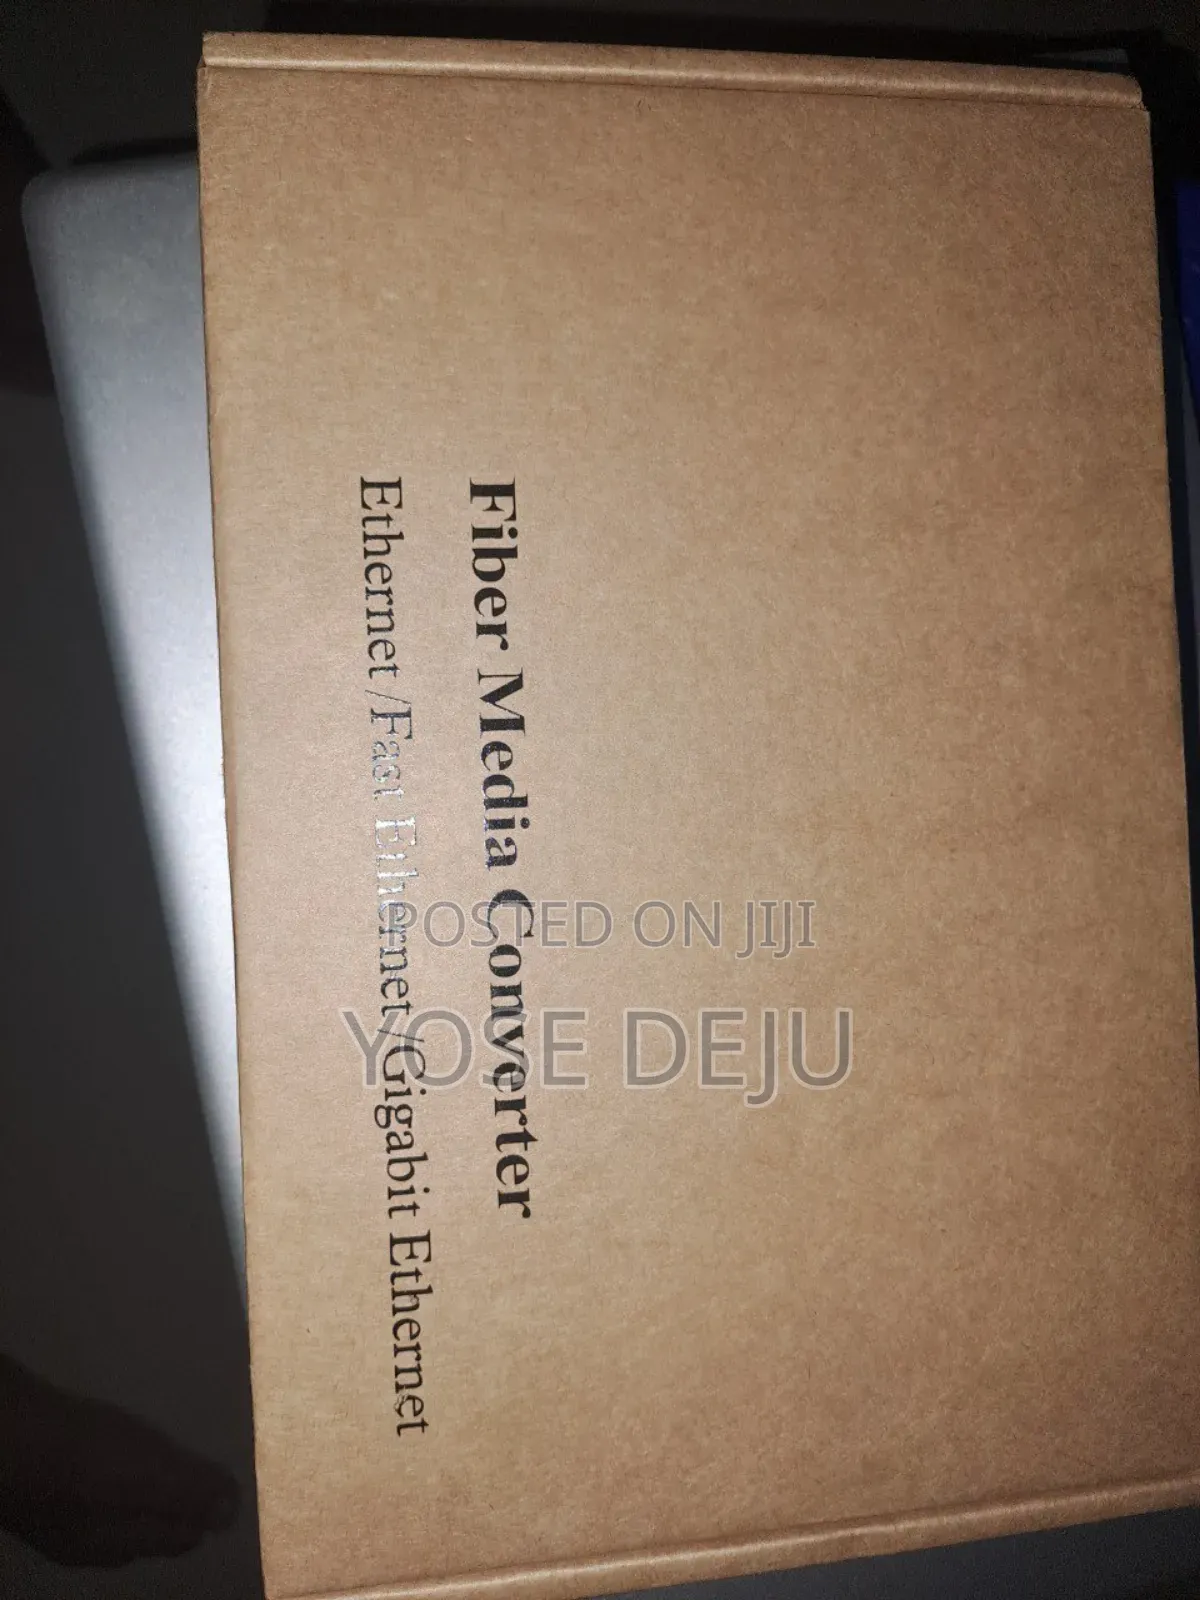 Fiber Media Converter
Ethernet /Fast Ethernet/Gigabit Ethernet
POSTED ON JIJI
YOSE DEJU